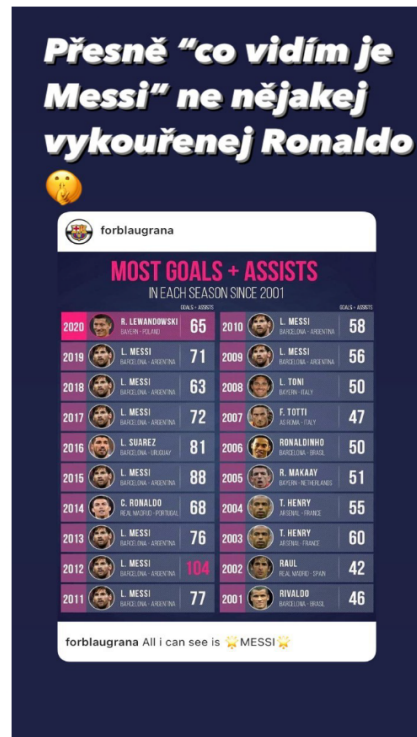 Přesně “co vidím je
Messi” ne nějakej
vykouřenej Ronaldo
forblaugrana
MOST GOALS + ASSISTS
IN EACH SEASON SINCE 2001
GOALS + ASSISTS
2020 R. LEWANDOWSKI 65
BAYERN - POLAND
2019 L. MESSI 71
BARCELONA - ARGENTINA
2018 L. MESSI 63
BARCELONA - ARGENTINA
2017 L. MESSI 72
BARCELONA - ARGENTINA
2016 L. SUAREZ 81
BARCELONA - URUGUAY
2015 L. MESSI 88
BARCELONA - ARGENTINA
2014 C. RONALDO 68
REAL MADRID - PORTUGAL
2013 L. MESSI 76
BARCELONA - ARGENTINA
2012 L. MESSI 104
BARCELONA - ARGENTINA
2011 L. MESSI 77
BARCELONA - ARGENTINA
GOALS + ASSISTS
2010 L. MESSI 58
BARCELONA - ARGENTINA
2009 L. MESSI 56
BARCELONA - ARGENTINA
2008 L. TONI 50
BAYERN - ITALY
2007 F. TOTTI 47
AS ROMA - ITALY
2006 RONALDINHO 50
BARCELONA - BRASIL
2005 R. MAKAAY 51
BAYERN - NETHERLANDS
2004 T. HENRY 55
ARSENAL - FRANCE
2003 T. HENRY 60
ARSENAL - FRANCE
2002 RAUL 42
REAL MADRID - SPAIN
2001 RIVALDO 46
BARCELONA - BRASIL
forblaugrana All i can see is 🌟MESSI🌟